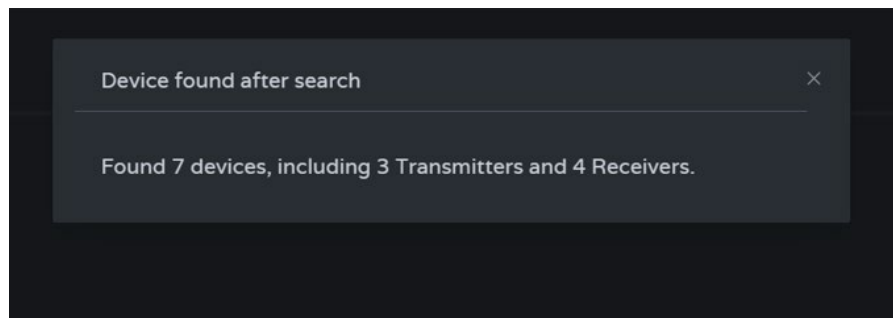 Device found after search
Found 7 devices, including 3 Transmitters and 4 Receivers.